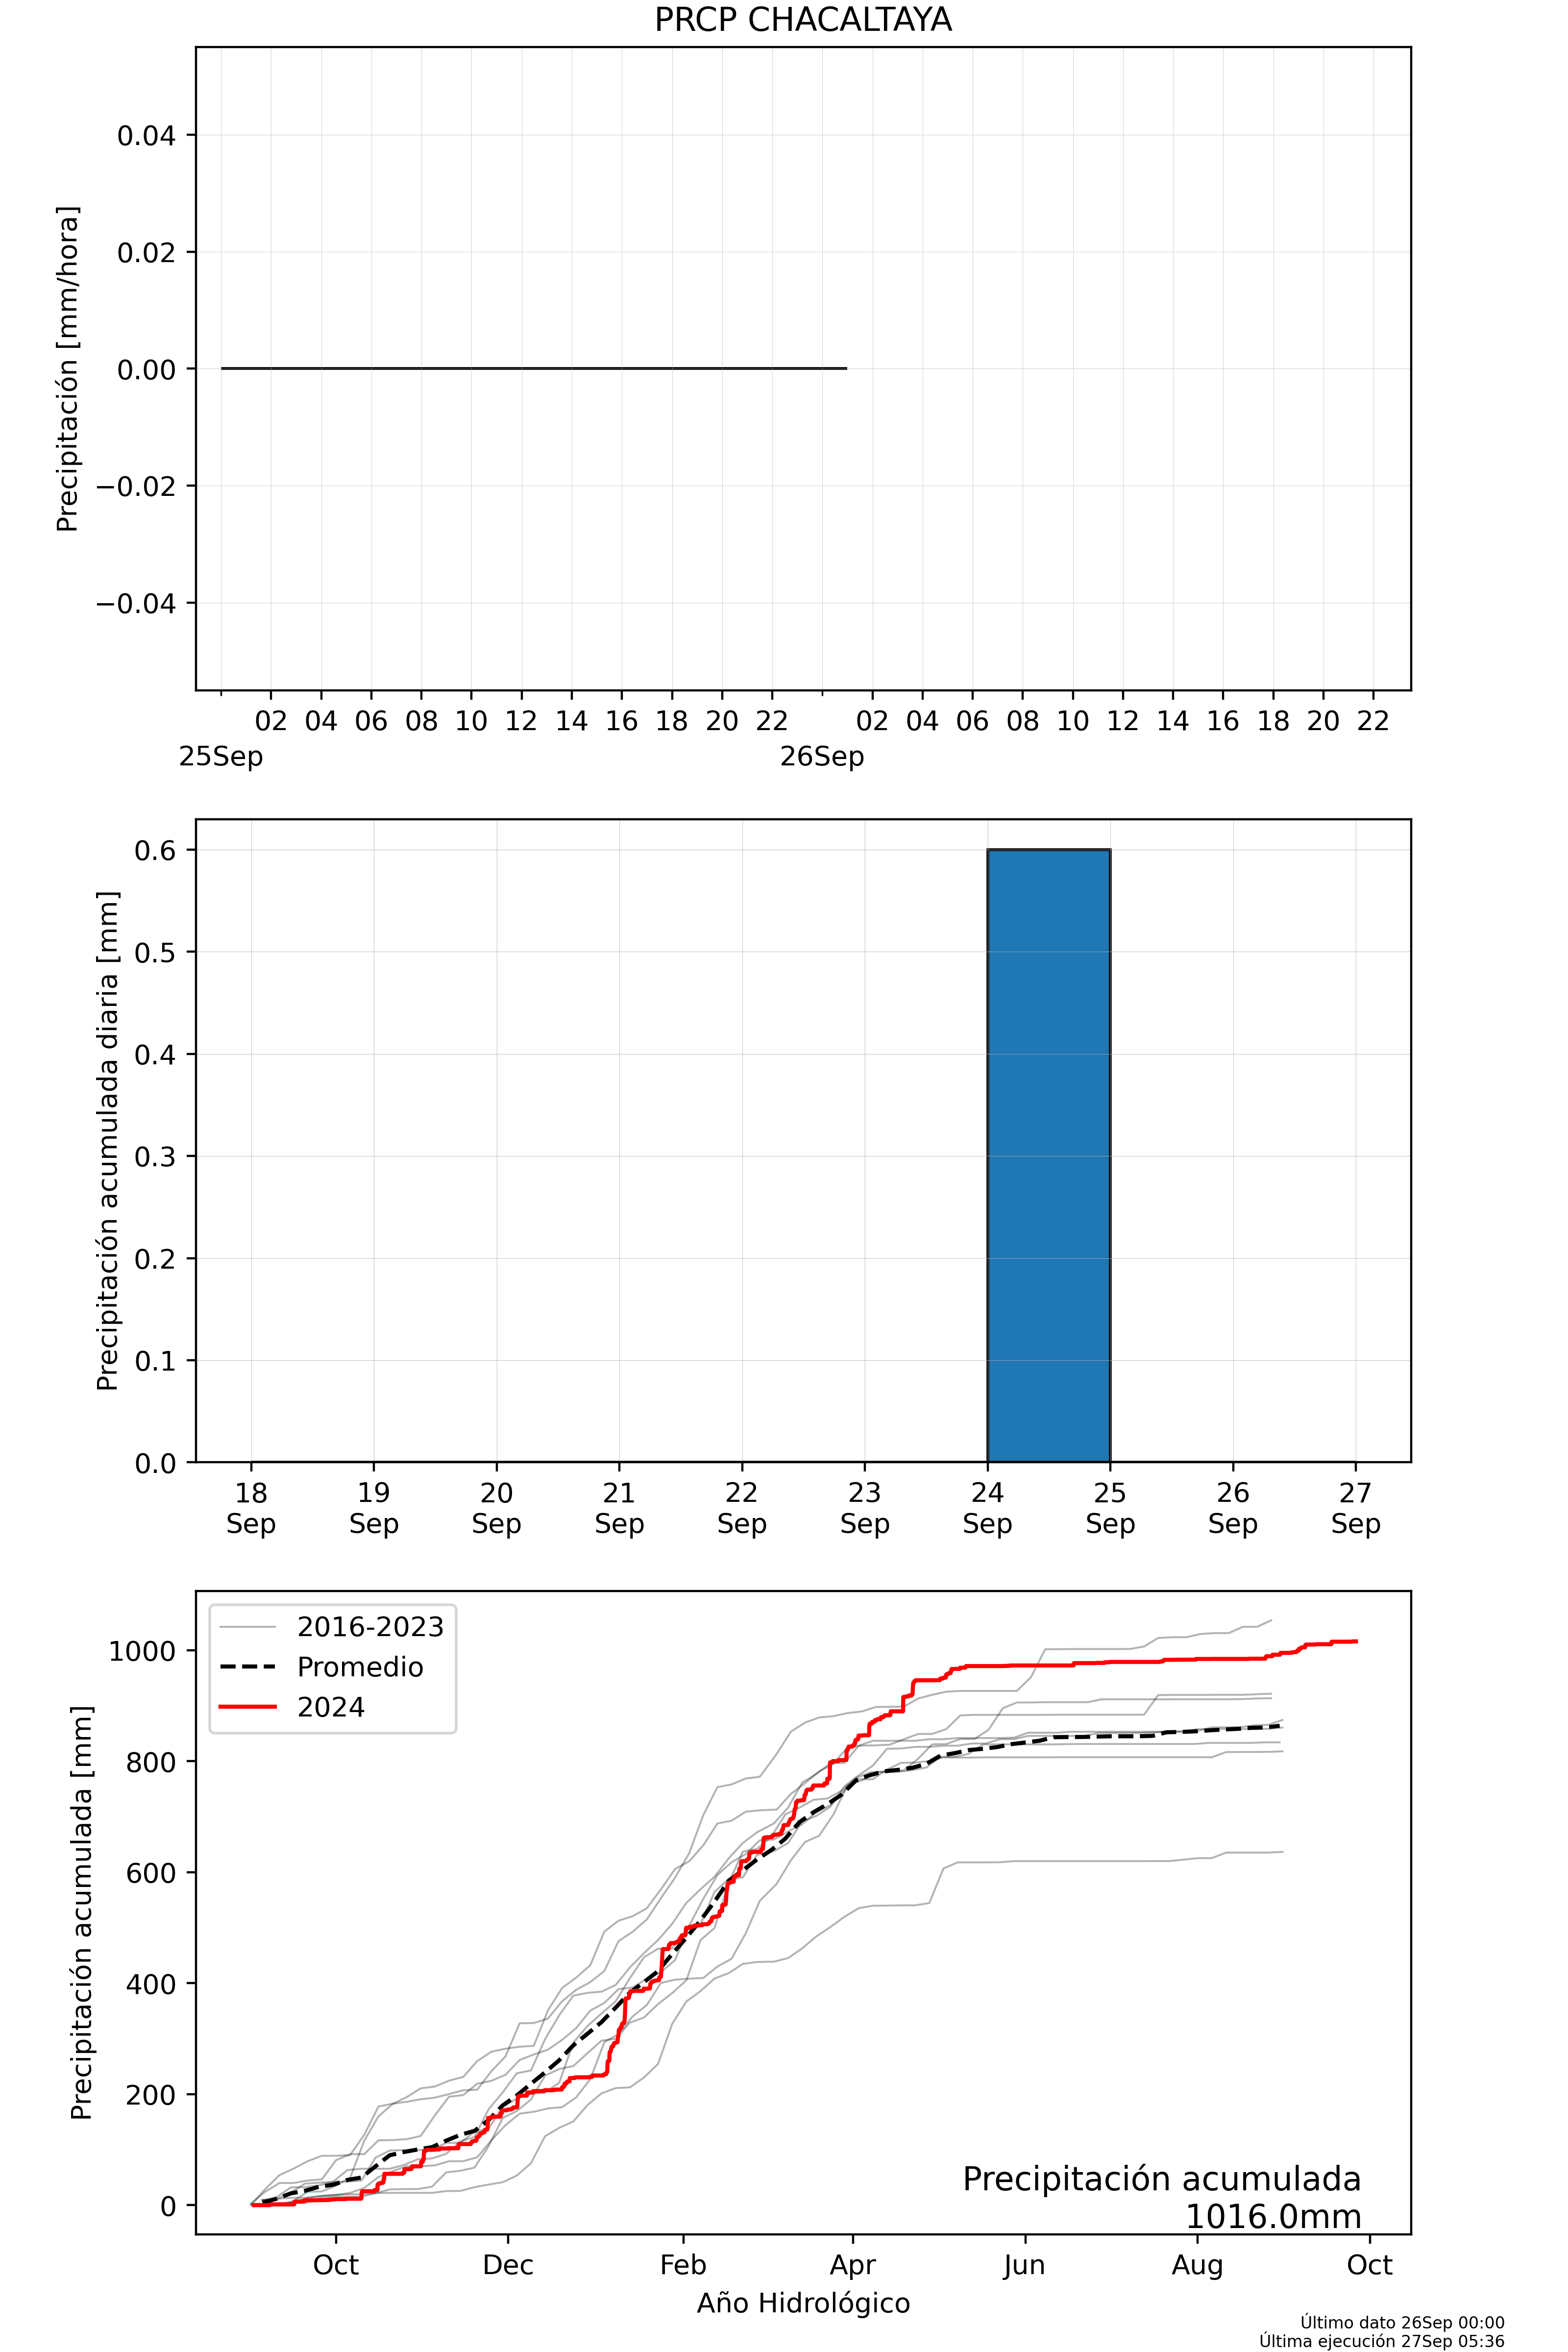 PRCP CHACALTAYA
Precipitación [mm/hora]
0.04
0.02
0.00
−0.02
−0.04
02 04 06 08 10 12 14 16 18 20 22 02 04 06 08 10 12 14 16 18 20 22
25Sep 26Sep
Precipitación acumulada diaria [mm]
0.6
0.5
0.4
0.3
0.2
0.1
0.0
18 19 20 21 22 23 24 25 26 27
Sep Sep Sep Sep Sep Sep Sep Sep Sep Sep
Precipitación acumulada [mm]
1000
800
600
400
200
0
2016-2023
Promedio
2024
Precipitación acumulada
1016.0mm
Oct Dec Feb Apr Jun Aug Oct
Año Hidrológico
Último dato 26Sep 00:00
Última ejecución 27Sep 05:36